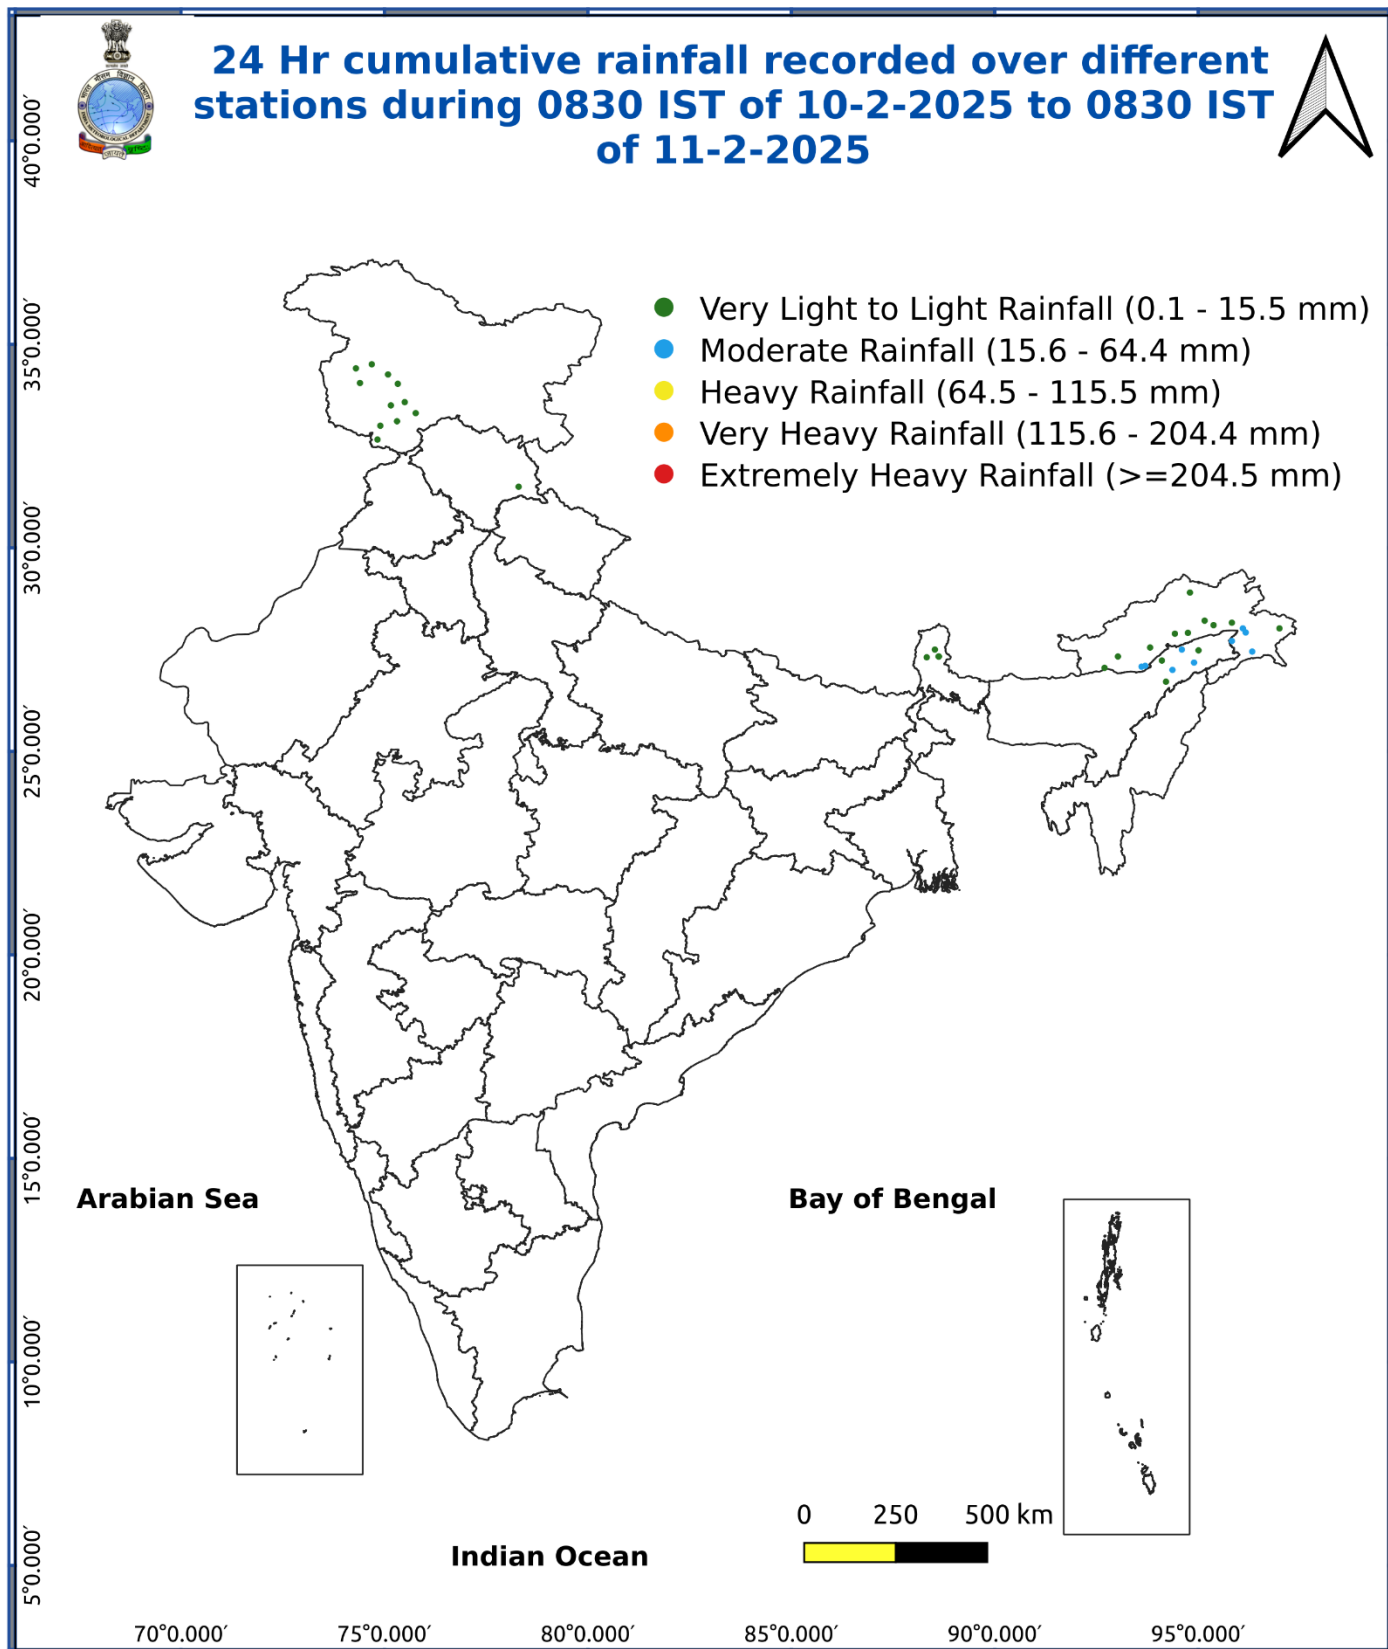 24 Hr cumulative rainfall recorded over different
stations during 0830 IST of 10-2-2025 to 0830 IST
of 11-2-2025
Very Light to Light Rainfall (0.1 - 15.5 mm)
Moderate Rainfall (15.6 - 64.4 mm)
Heavy Rainfall (64.5 - 115.5 mm)
Very Heavy Rainfall (115.6 - 204.4 mm)
Extremely Heavy Rainfall (>=204.5 mm)
40°0.000′
35°0.000′
30°0.000′
25°0.000′
20°0.000′
15°0.000′
10°0.000′
5°0.000′
Arabian Sea
Bay of Bengal
Indian Ocean
0 250 500 km
70°0.000′ 75°0.000′ 80°0.000′ 85°0.000′ 90°0.000′ 95°0.000′